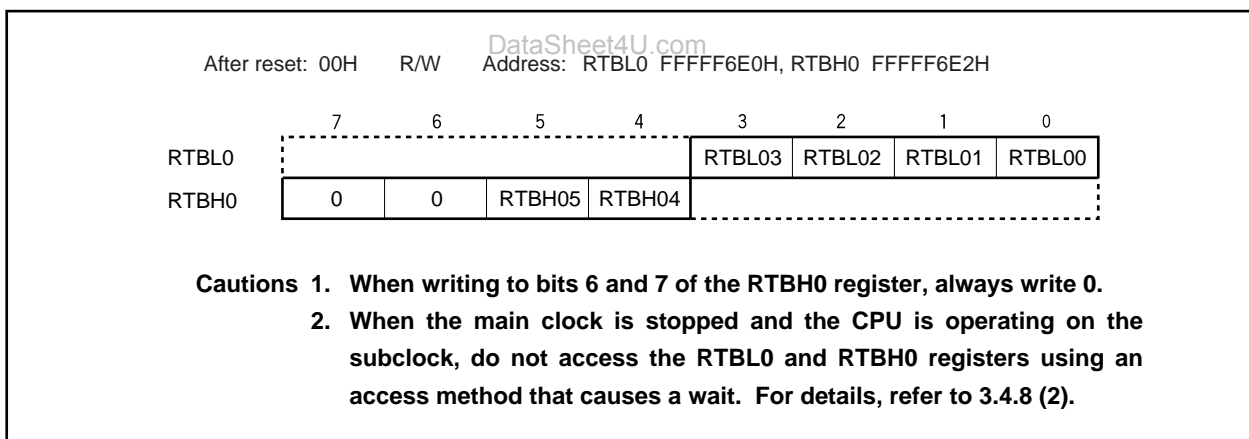 DataSheet4U.com
After reset: 00H R/W Address: RTBL0 FFFFF6E0H, RTBH0 FFFFF6E2H
7 6 5 4 3 2 1 0
RTBL0 RTBL03 RTBL02 RTBL01 RTBL00
RTBH0 0 0 RTBH05 RTBH04
Cautions 1. When writing to bits 6 and 7 of the RTBH0 register, always write 0.
2. When the main clock is stopped and the CPU is operating on the
subclock, do not access the RTBL0 and RTBH0 registers using an
access method that causes a wait. For details, refer to 3.4.8 (2).